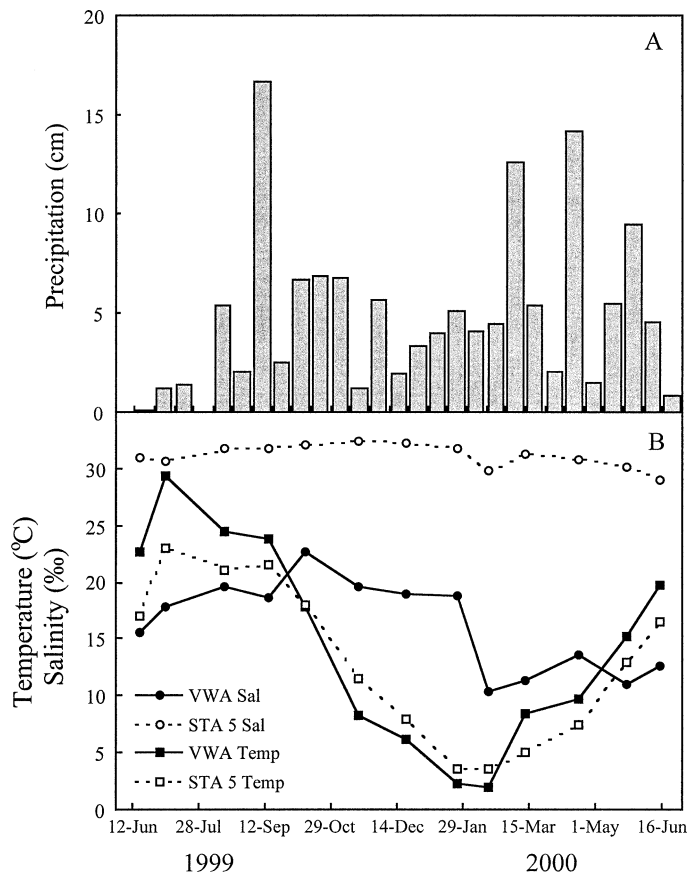 A
20
15
10
5
0
Precipitation (cm)
B
30
25
20
15
10
5
0
Temperature (°C)
Salinity (‰)
VWA Sal
STA 5 Sal
VWA Temp
STA 5 Temp
12-Jun 28-Jul 12-Sep 29-Oct 14-Dec 29-Jan 15-Mar 1-May 16-Jun
1999 2000